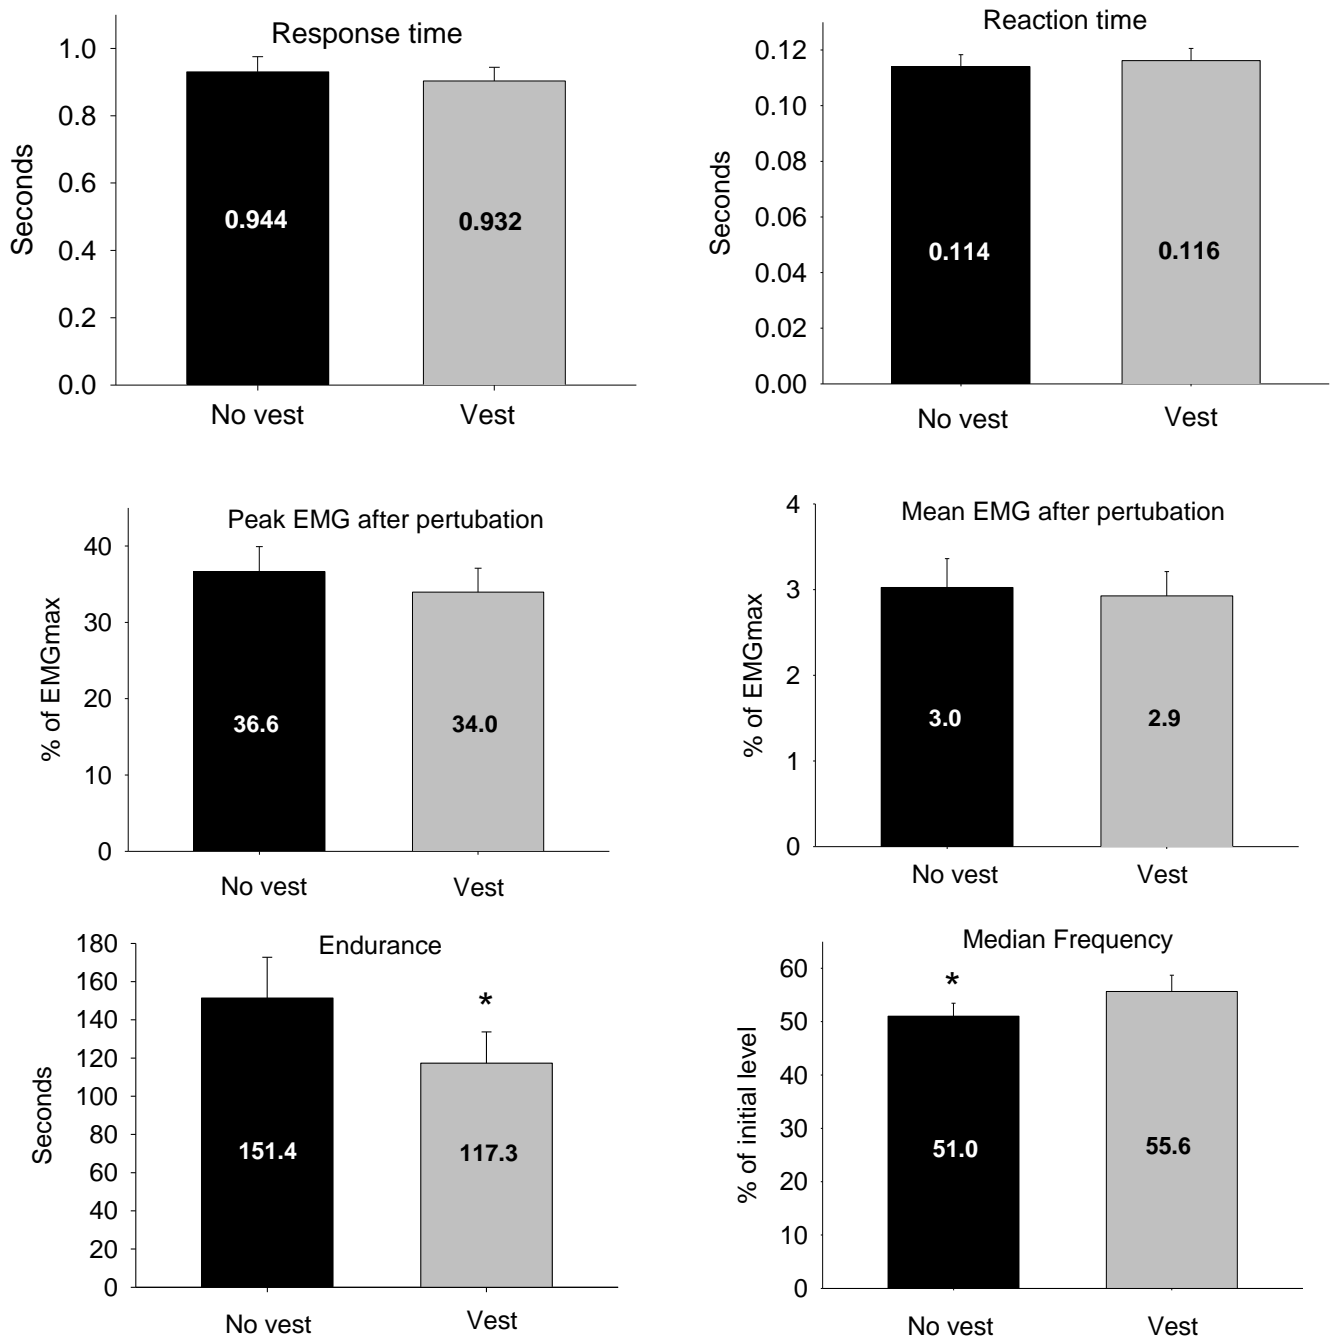 Response time
Seconds
1.0
0.8
0.6
0.4
0.2
0.0
0.944
0.932
No vest
Vest
Reaction time
Seconds
0.12
0.10
0.08
0.06
0.04
0.02
0.00
0.114
0.116
No vest
Vest
Peak EMG after pertubation
% of EMGmax
40
30
20
10
0
36.6
34.0
No vest
Vest
Mean EMG after pertubation
% of EMGmax
4
3
2
1
0
3.0
2.9
No vest
Vest
Endurance
Seconds
180
160
140
120
100
80
60
40
20
0
*
151.4
117.3
No vest
Vest
Median Frequency
% of initial level
60
50
40
30
20
10
0
*
51.0
55.6
No vest
Vest